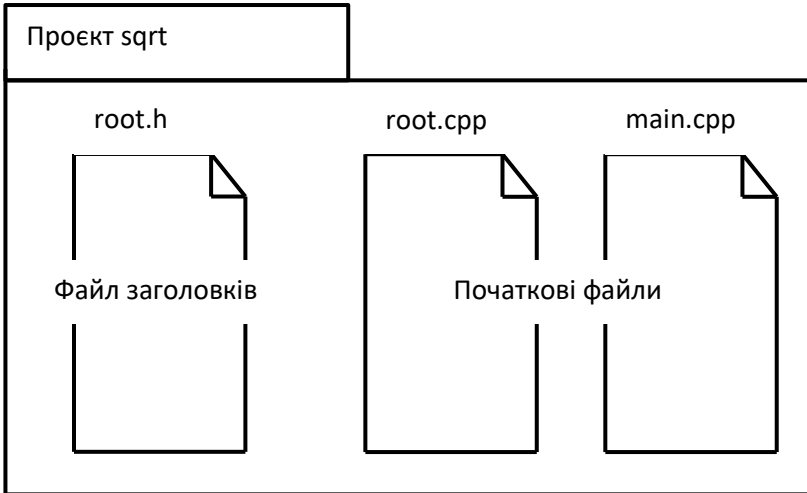 Проєкт sqrt
root.h
root.cpp
main.cpp
Файл заголовків
Початкові файли